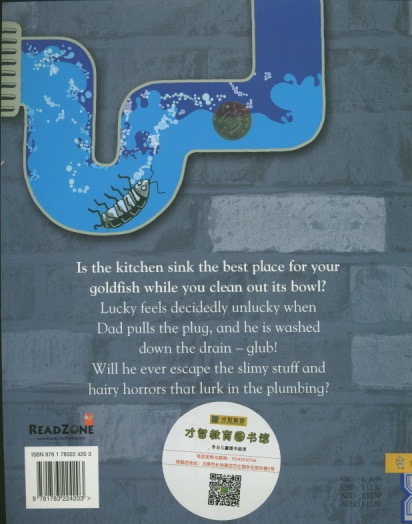 Is the kitchen sink the best place for your
goldfish while you clean out its bowl?
Lucky feels decidedly unlucky when
Dad pulls the plug, and he is washed
down the drain – glub!
Will he ever escape the slimy stuff and
hairy horrors that lurk in the plumbing?
READZONE
ISBN 978 1 78322 420 3
9 781783 224203 >
才智教育图书馆